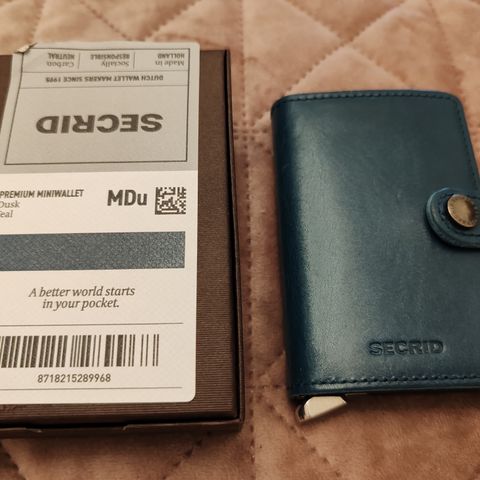 SECRID
DUTCH WALLET MAKERS SINCE 1995
Made in Holland
Socially Responsible
Carbon Neutral
PREMIUM MINIWALLET
Dusk
Teal
MDu
A better world starts
in your pocket.
8718215289968
SECRID